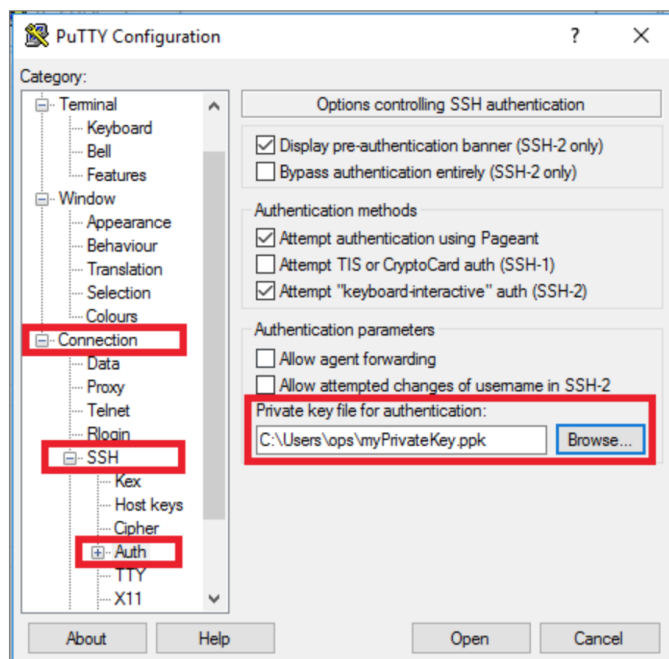 PuTTY Configuration
?
Category:
Terminal
Keyboard
Bell
Features
Window
Appearance
Behaviour
Translation
Selection
Colours
Connection
Data
Proxy
Telnet
Rlogin
SSH
Kex
Host keys
Cipher
Auth
TTY
X11
Options controlling SSH authentication
Display pre-authentication banner (SSH-2 only)
Bypass authentication entirely (SSH-2 only)
Authentication methods
Attempt authentication using Pageant
Attempt TIS or CryptoCard auth (SSH-1)
Attempt "keyboard-interactive" auth (SSH-2)
Authentication parameters
Allow agent forwarding
Allow attempted changes of username in SSH-2
Private key file for authentication:
C:\Users\ops\myPrivateKey.ppk
Browse...
About
Help
Open
Cancel